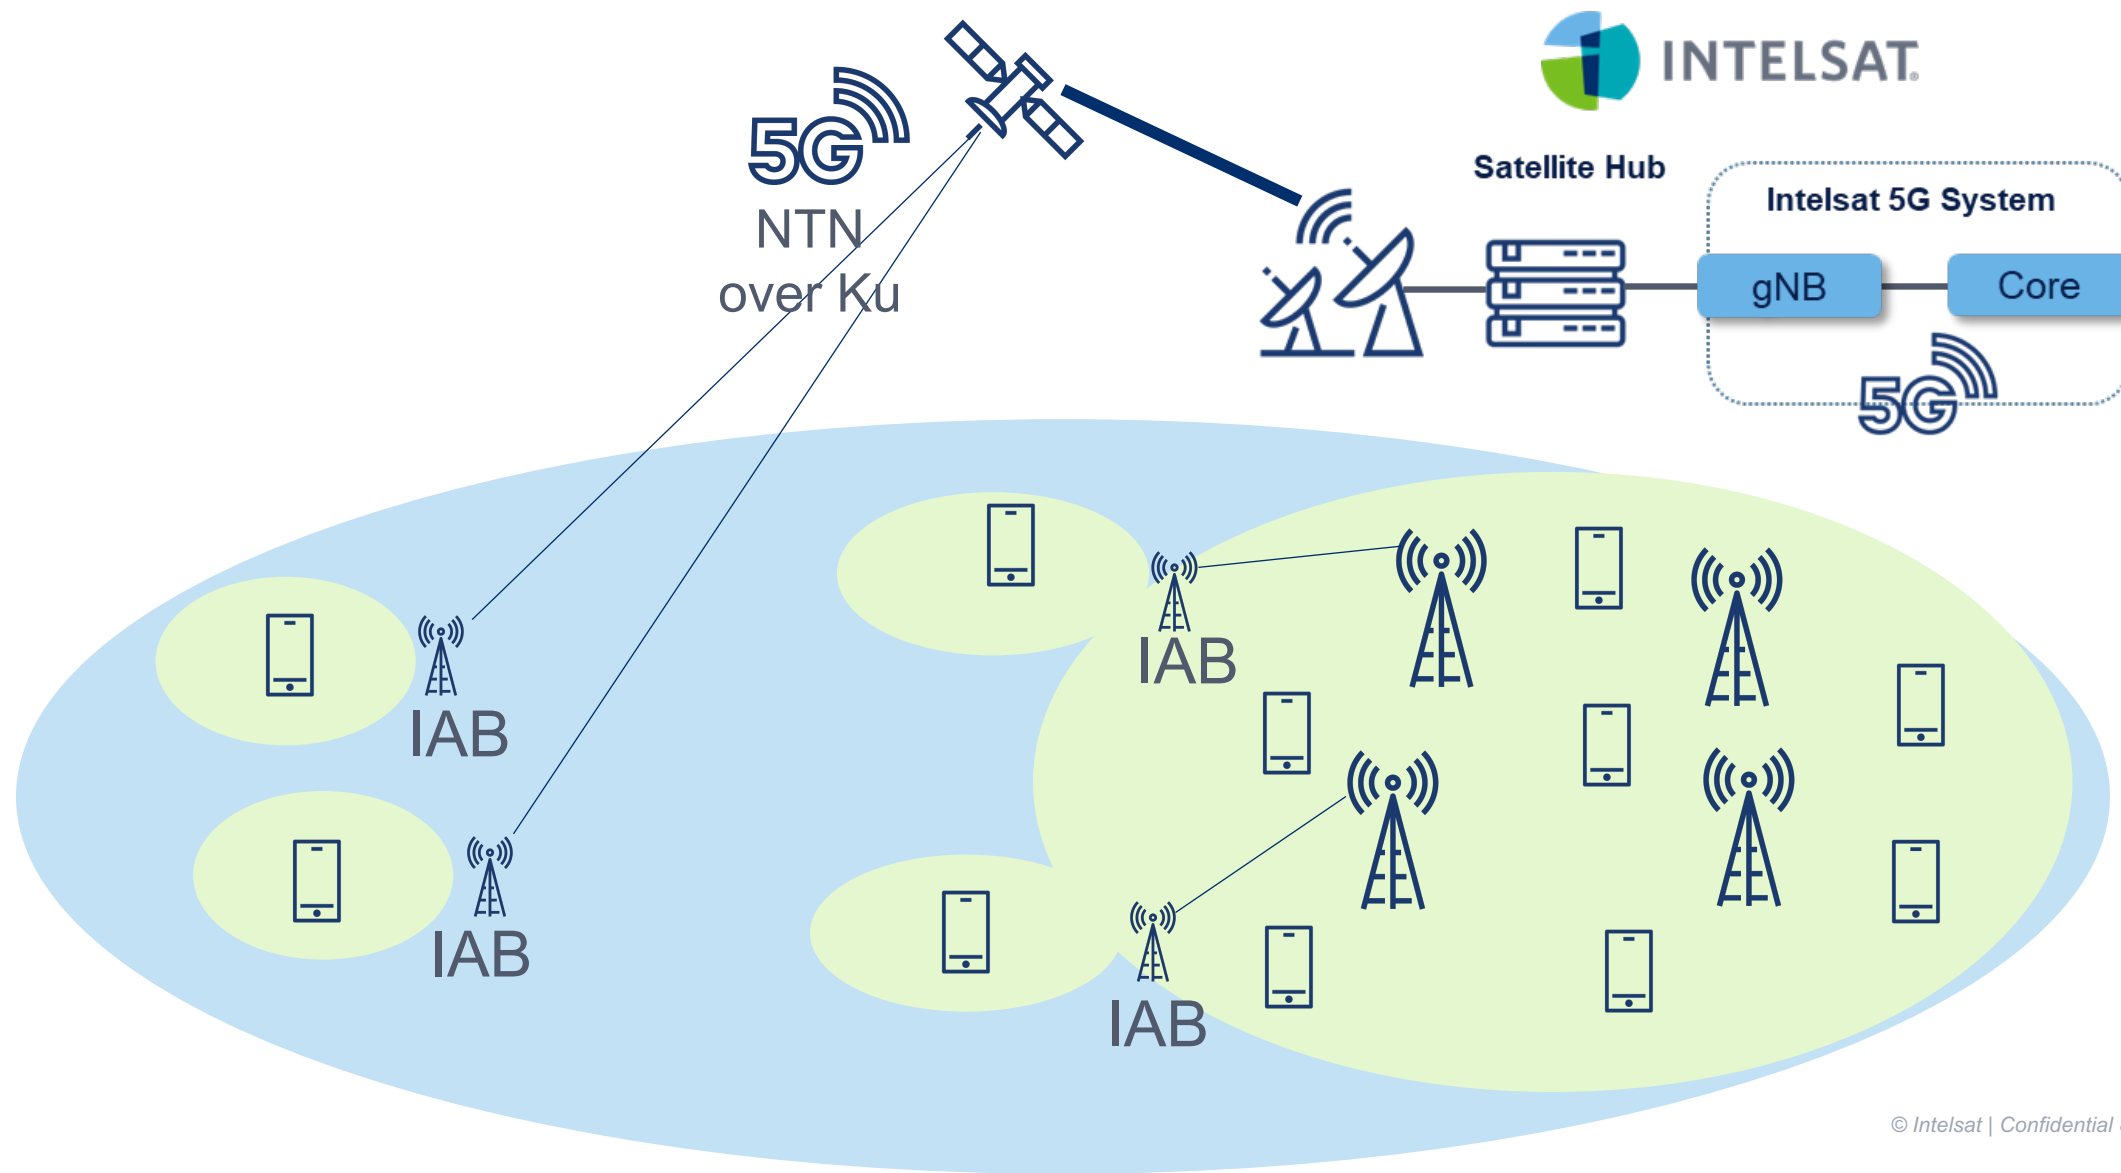 INTELSAT®
5G
NTN
over Ku
Satellite Hub
Intelsat 5G System
gNB
Core
5G
IAB
IAB
IAB
IAB
© Intelsat | Confidential